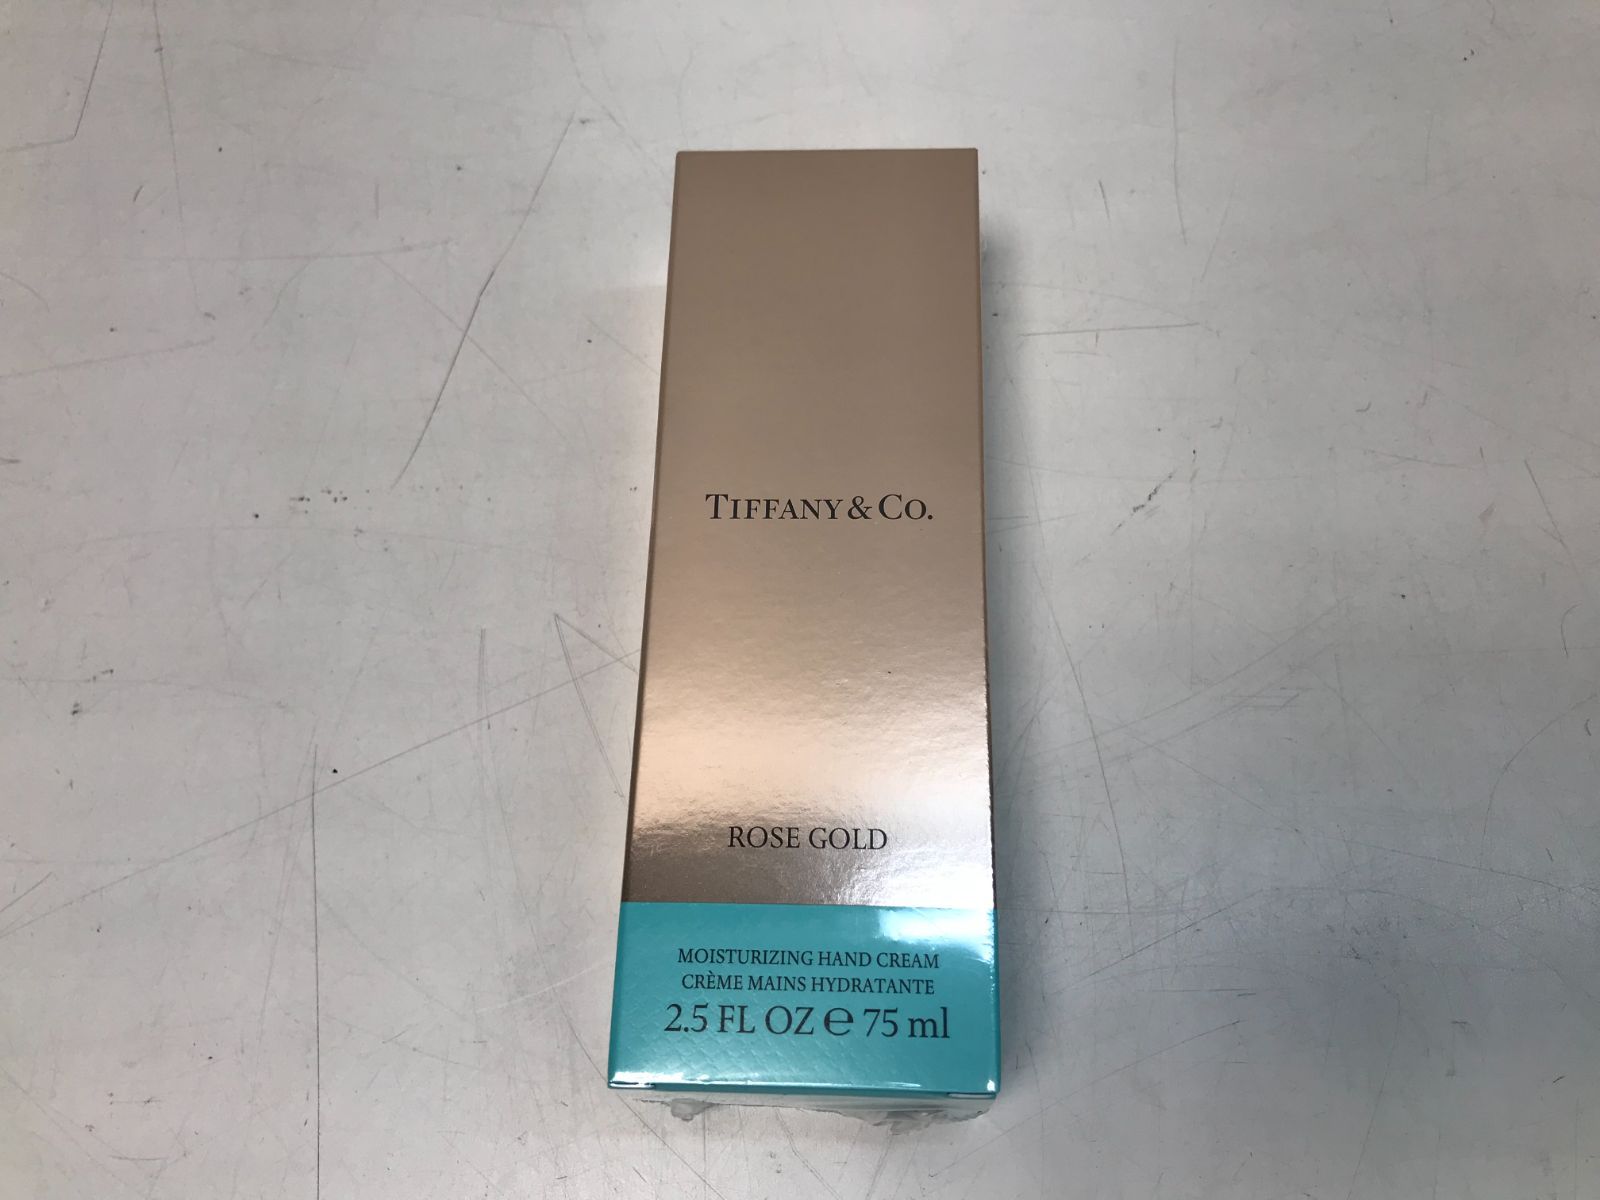 TIFFANY & CO.
ROSE GOLD
MOISTURIZING HAND CREAM
CRÈME MAINS HYDRATANTE
2.5 FL OZ ℮ 75 ml